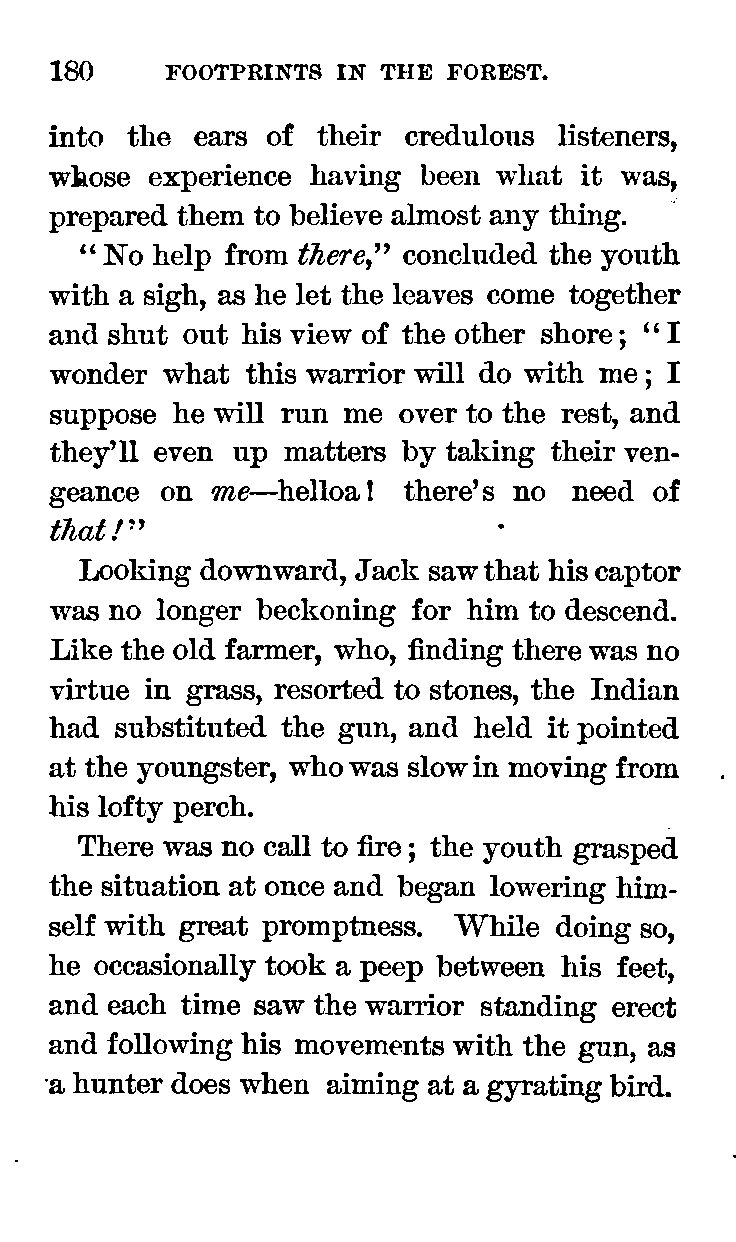 180 FOOTPRINTS IN THE FOREST.
into the ears of their credulous listeners,
whose experience having been what it was,
prepared them to believe almost any thing.
“No help from there,” concluded the youth
with a sigh, as he let the leaves come together
and shut out his view of the other shore; “I
wonder what this warrior will do with me; I
suppose he will run me over to the rest, and
they’ll even up matters by taking their ven-
geance on me—helloa! there’s no need of
that!”
Looking downward, Jack saw that his captor
was no longer beckoning for him to descend.
Like the old farmer, who, finding there was no
virtue in grass, resorted to stones, the Indian
had substituted the gun, and held it pointed
at the youngster, who was slow in moving from
his lofty perch.
There was no call to fire; the youth grasped
the situation at once and began lowering him-
self with great promptness. While doing so,
he occasionally took a peep between his feet,
and each time saw the warrior standing erect
and following his movements with the gun, as
a hunter does when aiming at a gyrating bird.